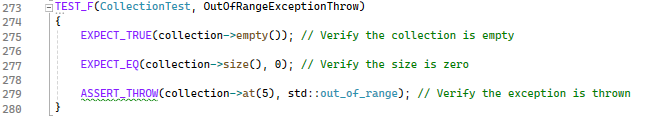 273 TEST_F(CollectionTest, OutOfRangeExceptionThrow)
274 {
275 EXPECT_TRUE(collection->empty()); // Verify the collection is empty
276
277 EXPECT_EQ(collection->size(), 0); // Verify the size is zero
278
279 ASSERT_THROW(collection->at(5), std::out_of_range); // Verify the exception is thrown
280 }